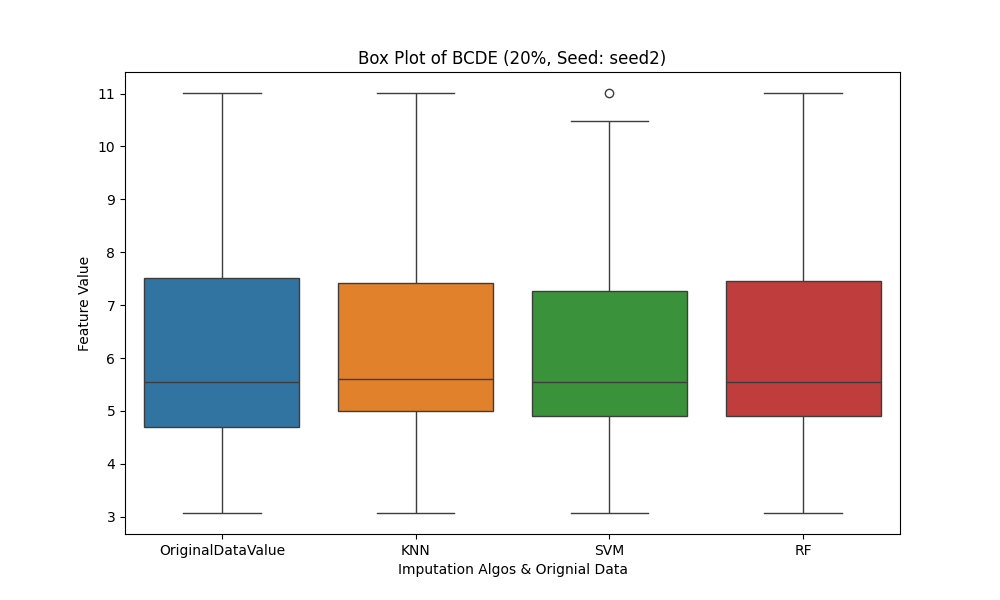 Box Plot of BCDE (20%, Seed: seed2)
11
10
9
8
7
6
5
4
3
Feature Value
OriginalDataValue KNN SVM RF
Imputation Algos & Orignial Data